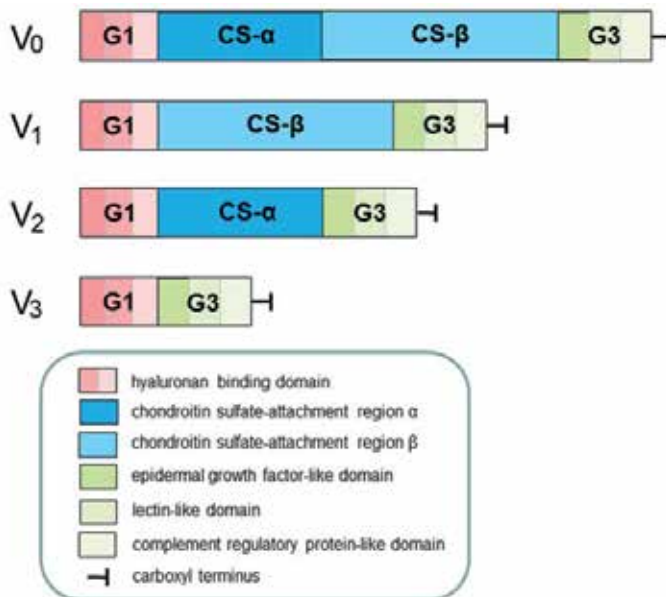 V0 G1 CS-α CS-β G3
V1 G1 CS-β G3
V2 G1 CS-α G3
V3 G1 G3
hyaluronan binding domain
chondroitin sulfate-attachment region α
chondroitin sulfate-attachment region β
epidermal growth factor-like domain
lectin-like domain
complement regulatory protein-like domain
carboxyl terminus